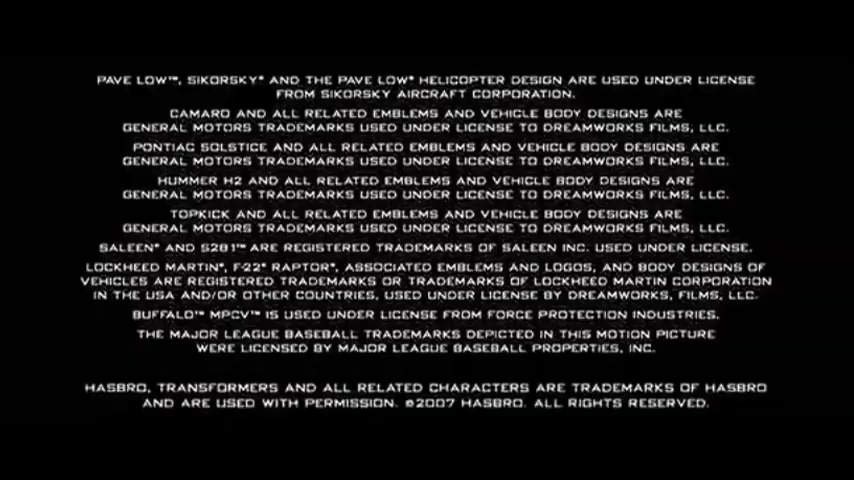 PAVE LOW™, SIKORSKY® AND THE PAVE LOW® HELICOPTER DESIGN ARE USED UNDER LICENSE
FROM SIKORSKY AIRCRAFT CORPORATION.
CAMARO AND ALL RELATED EMBLEMS AND VEHICLE BODY DESIGNS ARE
GENERAL MOTORS TRADEMARKS USED UNDER LICENSE TO DREAMWORKS FILMS, LLC.
PONTIAC SOLSTICE AND ALL RELATED EMBLEMS AND VEHICLE BODY DESIGNS ARE
GENERAL MOTORS TRADEMARKS USED UNDER LICENSE TO DREAMWORKS FILMS, LLC.
HUMMER H2 AND ALL RELATED EMBLEMS AND VEHICLE BODY DESIGNS ARE
GENERAL MOTORS TRADEMARKS USED UNDER LICENSE TO DREAMWORKS FILMS, LLC.
TOPKICK AND ALL RELATED EMBLEMS AND VEHICLE BODY DESIGNS ARE
GENERAL MOTORS TRADEMARKS USED UNDER LICENSE TO DREAMWORKS FILMS, LLC.
SALEEN® AND S281™ ARE REGISTERED TRADEMARKS OF SALEEN INC. USED UNDER LICENSE.
LOCKHEED MARTIN®, F-22® RAPTOR®, ASSOCIATED EMBLEMS AND LOGOS, AND BODY DESIGNS OF
VEHICLES ARE REGISTERED TRADEMARKS OR TRADEMARKS OF LOCKHEED MARTIN CORPORATION
IN THE USA AND/OR OTHER COUNTRIES, USED UNDER LICENSE BY DREAMWORKS, FILMS, LLC.
BUFFALO™ MPCV™ IS USED UNDER LICENSE FROM FORCE PROTECTION INDUSTRIES.
THE MAJOR LEAGUE BASEBALL TRADEMARKS DEPICTED IN THIS MOTION PICTURE
WERE LICENSED BY MAJOR LEAGUE BASEBALL PROPERTIES, INC.
HASBRO, TRANSFORMERS AND ALL RELATED CHARACTERS ARE TRADEMARKS OF HASBRO
AND ARE USED WITH PERMISSION. ©2007 HASBRO. ALL RIGHTS RESERVED.